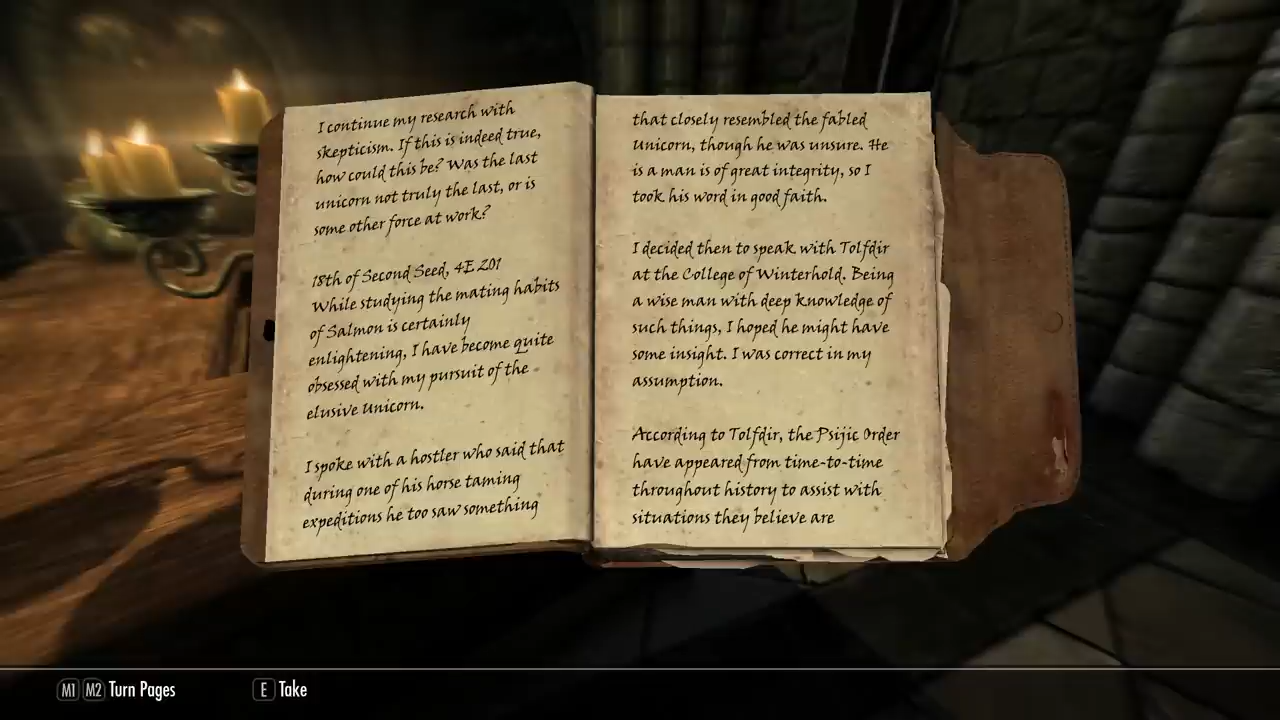 I continue my research with
skepticism. If this is indeed true,
how could this be? Was the last
unicorn not truly the last, or is
some other force at work?
18th of Second Seed, 4E 201
While studying the mating habits
of Salmon is certainly
enlightening, I have become quite
obsessed with my pursuit of the
elusive Unicorn.
I spoke with a hostler who said that
during one of his horse taming
expeditions he too saw something
that closely resembled the fabled
Unicorn, though he was unsure. He
is a man is of great integrity, so I
took his word in good faith.
I decided then to speak with Tolfdir
at the College of Winterhold. Being
a wise man with deep knowledge of
such things, I hoped he might have
some insight. I was correct in my
assumption.
According to Tolfdir, the Psijic Order
have appeared from time-to-time
throughout history to assist with
situations they believe are
M1 M2 Turn Pages
E Take